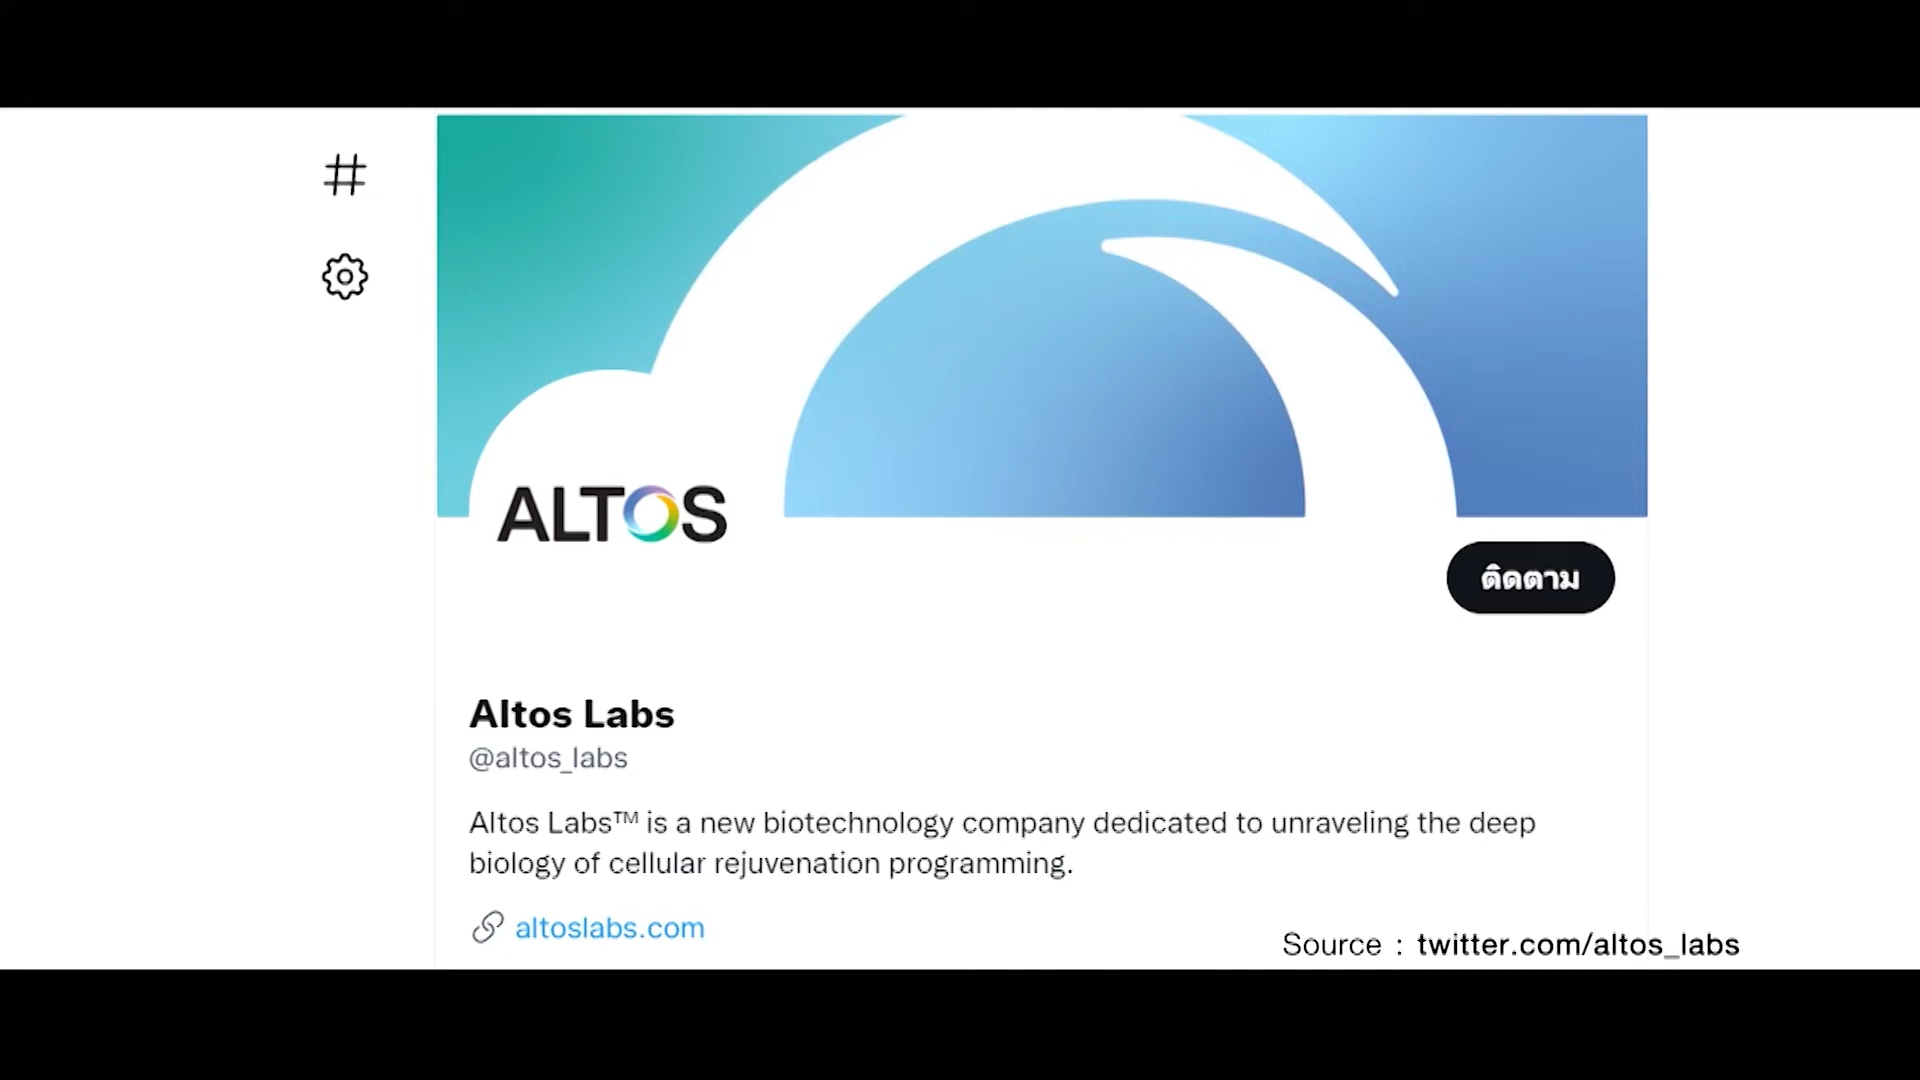 ALTOS
ติดตาม
Altos Labs
@altos_labs
Altos Labs™ is a new biotechnology company dedicated to unraveling the deep
biology of cellular rejuvenation programming.
altoslabs.com
Source : twitter.com/altos_labs